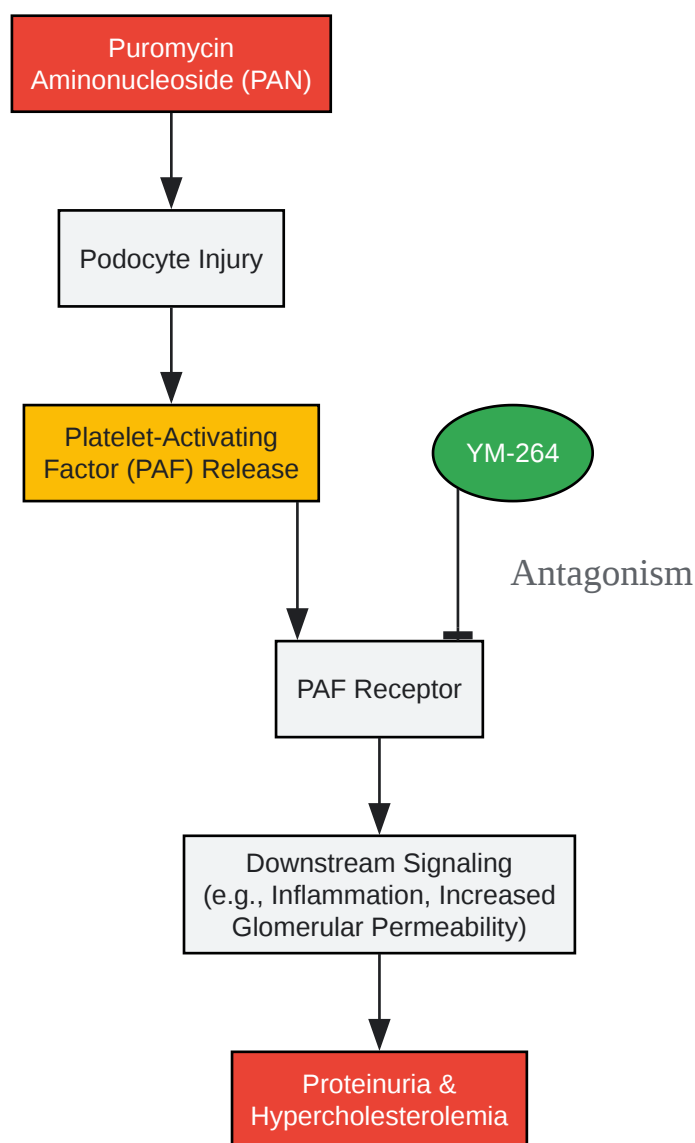 Puromycin
Aminonucleoside (PAN)
Podocyte Injury
Platelet-Activating
Factor (PAF) Release
YM-264
Antagonism
PAF Receptor
Downstream Signaling
(e.g., Inflammation, Increased
Glomerular Permeability)
Proteinuria &
Hypercholesterolemia